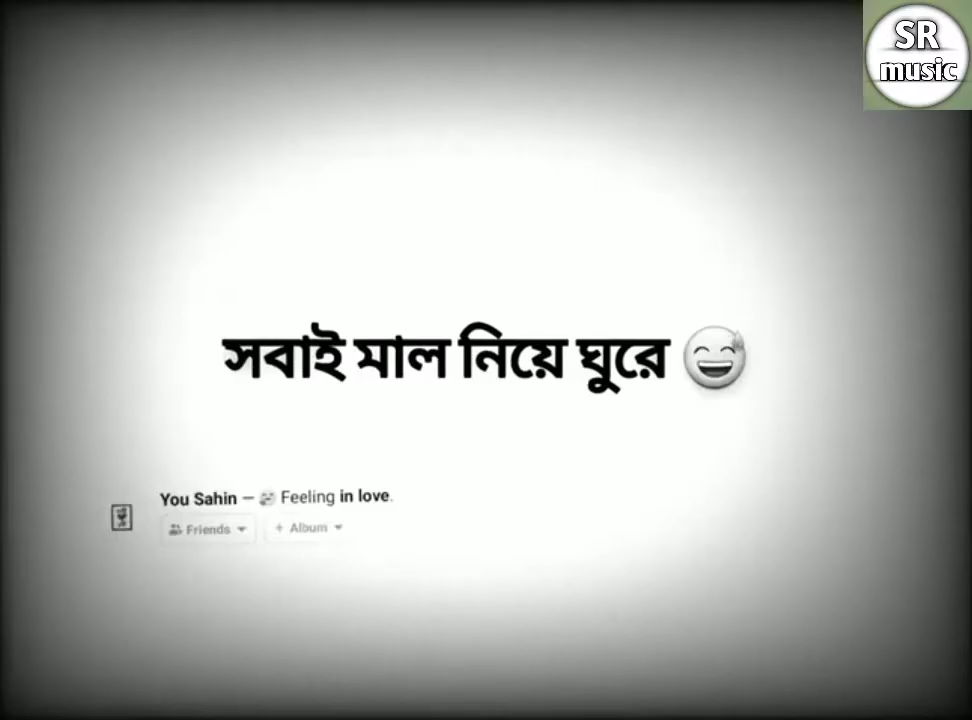 SR
music
সবাই মাল নিয়ে ঘুরে 😅
You Sahin — Feeling in love.
Friends
+ Album